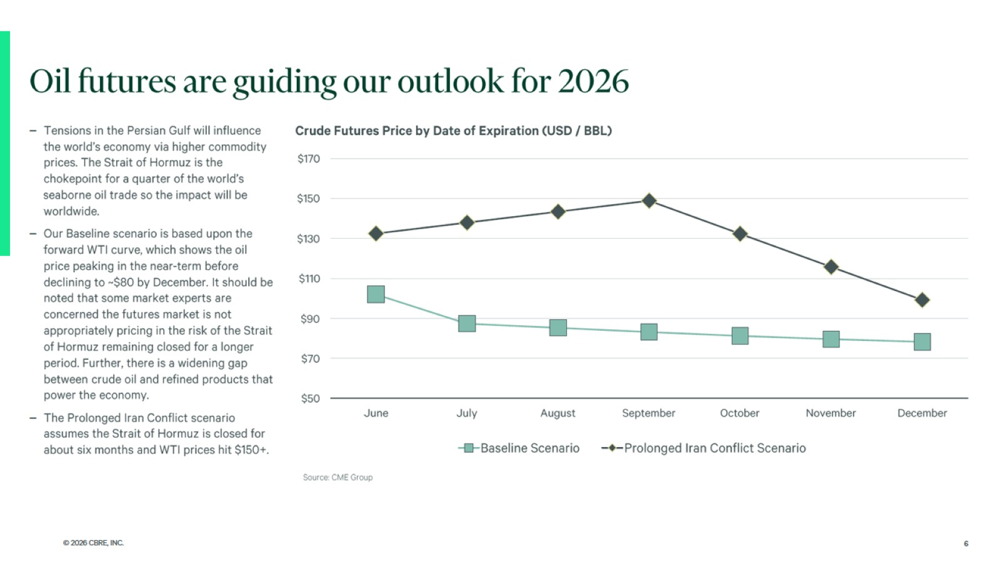 Oil futures are guiding our outlook for 2026
– Tensions in the Persian Gulf will influence
the world's economy via higher commodity
prices. The Strait of Hormuz is the
chokepoint for a quarter of the world's
seaborne oil trade so the impact will be
worldwide.
– Our Baseline scenario is based upon the
forward WTI curve, which shows the oil
price peaking in the near-term before
declining to ~$80 by December. It should be
noted that some market experts are
concerned the futures market is not
appropriately pricing in the risk of the Strait
of Hormuz remaining closed for a longer
period. Further, there is a widening gap
between crude oil and refined products that
power the economy.
– The Prolonged Iran Conflict scenario
assumes the Strait of Hormuz is closed for
about six months and WTI prices hit $150+.
Crude Futures Price by Date of Expiration (USD / BBL)
$170
$150
$130
$110
$90
$70
$50
June July August September October November December
Baseline Scenario Prolonged Iran Conflict Scenario
Source: CME Group
© 2026 CBRE, INC.
6